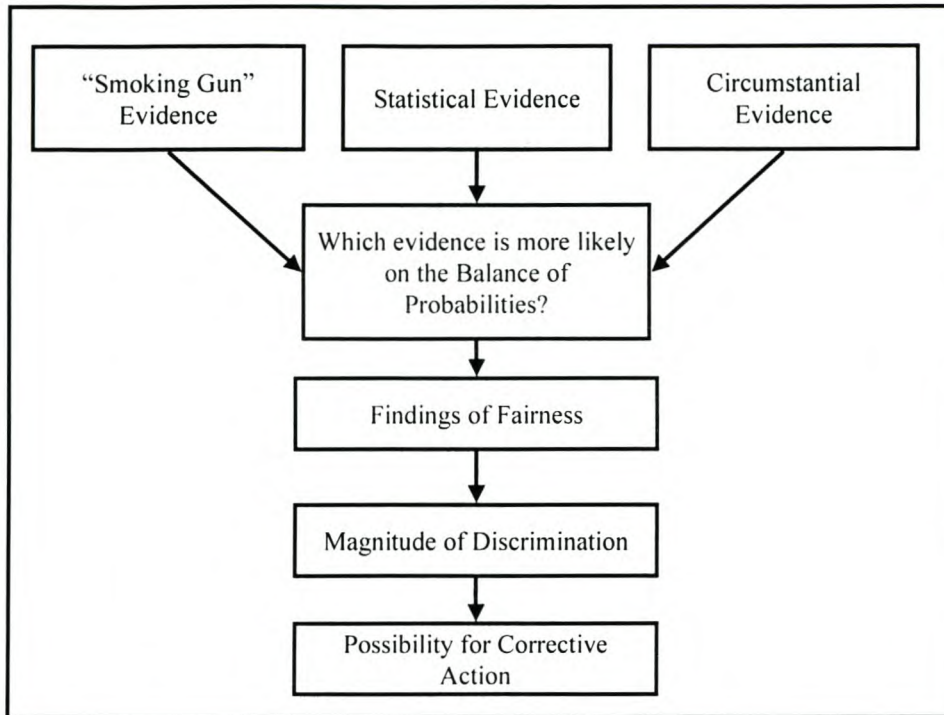 “Smoking Gun”
Evidence
Statistical Evidence
Circumstantial
Evidence
Which evidence is more likely
on the Balance of
Probabilities?
Findings of Fairness
Magnitude of Discrimination
Possibility for Corrective
Action